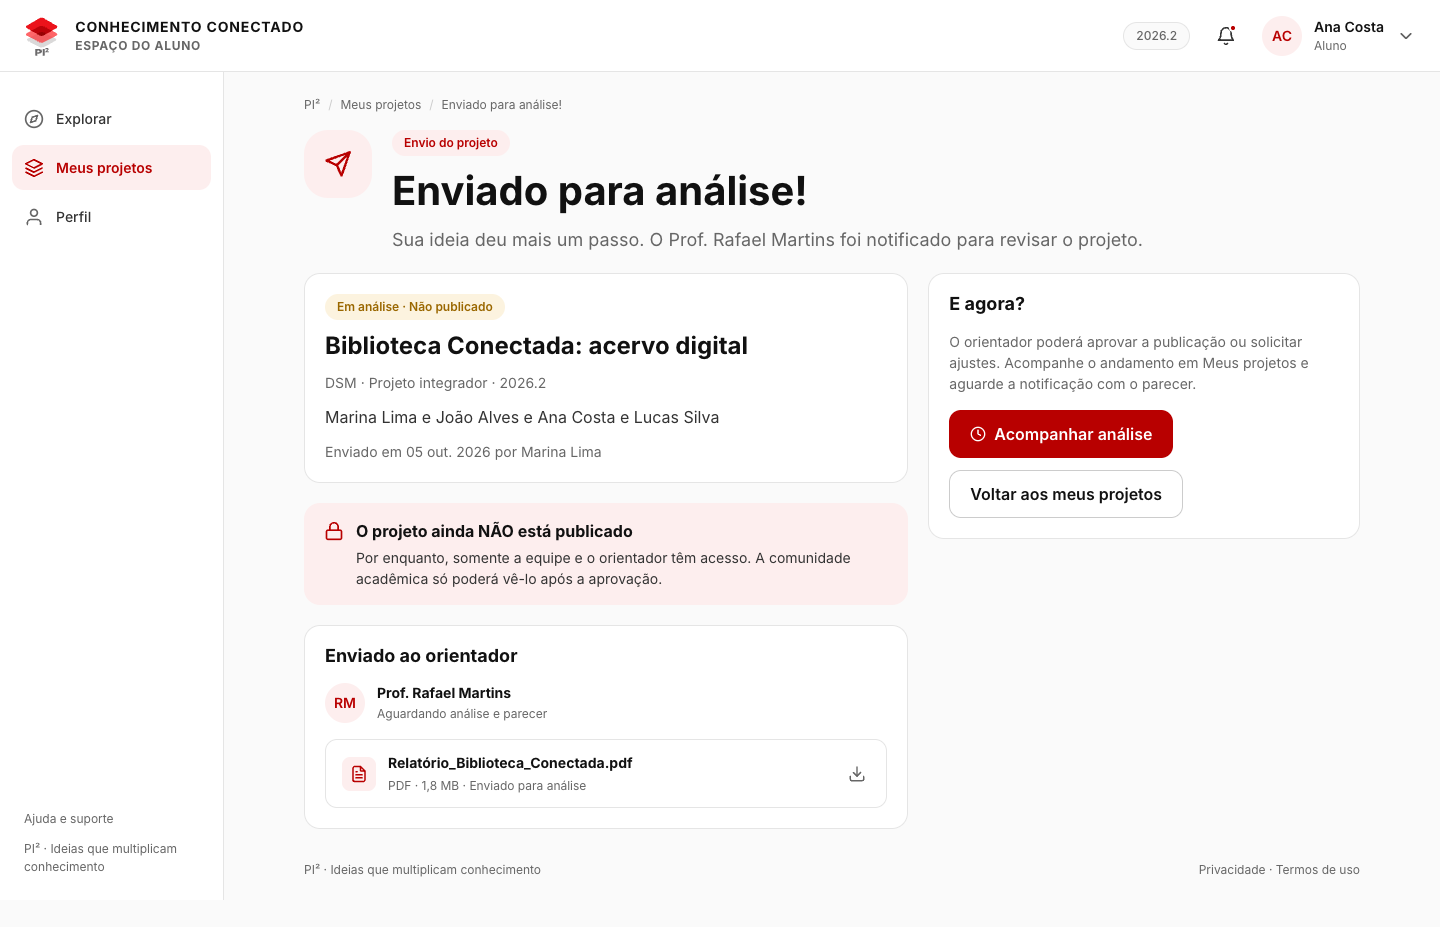 PI²
CONHECIMENTO CONECTADO
ESPAÇO DO ALUNO
2026.2
AC
Ana Costa
Aluno
Explorar
Meus projetos
Perfil
Ajuda e suporte
PI² · Ideias que multiplicam
conhecimento
PI² / Meus projetos / Enviado para análise!
Envio do projeto
Enviado para análise!
Sua ideia deu mais um passo. O Prof. Rafael Martins foi notificado para revisar o projeto.
Em análise · Não publicado
Biblioteca Conectada: acervo digital
DSM · Projeto integrador · 2026.2
Marina Lima e João Alves e Ana Costa e Lucas Silva
Enviado em 05 out. 2026 por Marina Lima
O projeto ainda NÃO está publicado
Por enquanto, somente a equipe e o orientador têm acesso. A comunidade
acadêmica só poderá vê-lo após a aprovação.
Enviado ao orientador
RM
Prof. Rafael Martins
Aguardando análise e parecer
Relatório_Biblioteca_Conectada.pdf
PDF · 1,8 MB · Enviado para análise
E agora?
O orientador poderá aprovar a publicação ou solicitar
ajustes. Acompanhe o andamento em Meus projetos e
aguarde a notificação com o parecer.
Acompanhar análise
Voltar aos meus projetos
PI² · Ideias que multiplicam conhecimento
Privacidade · Termos de uso